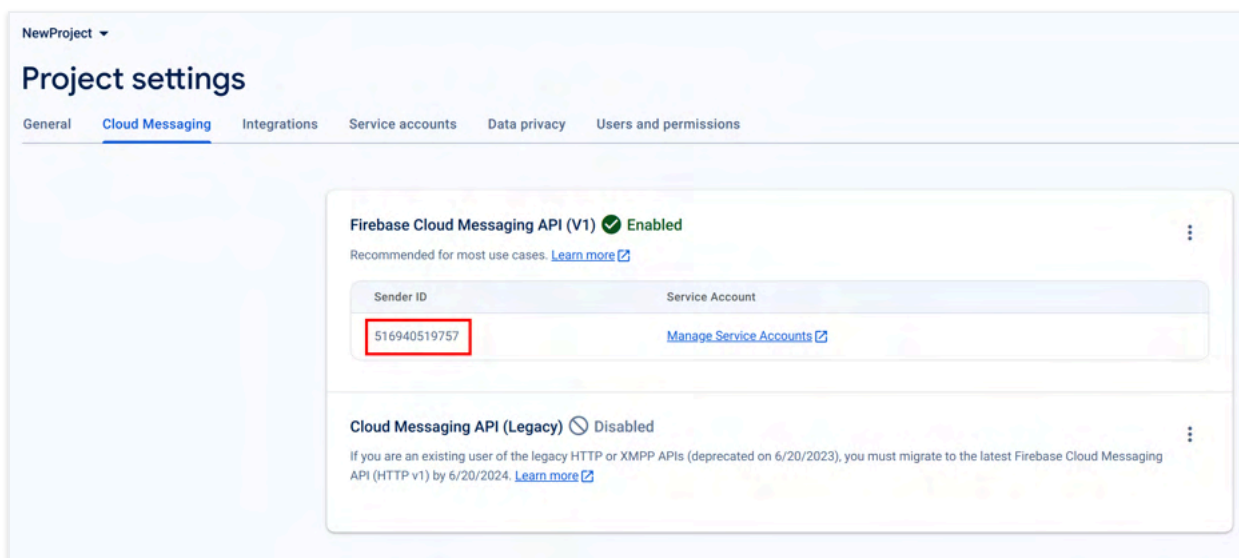 NewProject
Project settings
General Cloud Messaging Integrations Service accounts Data privacy Users and permissions
Firebase Cloud Messaging API (V1) Enabled
Recommended for most use cases. Learn more
Sender ID Service Account
516940519757 Manage Service Accounts
Cloud Messaging API (Legacy) Disabled
If you are an existing user of the legacy HTTP or XMPP APIs (deprecated on 6/20/2023), you must migrate to the latest Firebase Cloud Messaging
API (HTTP v1) by 6/20/2024. Learn more